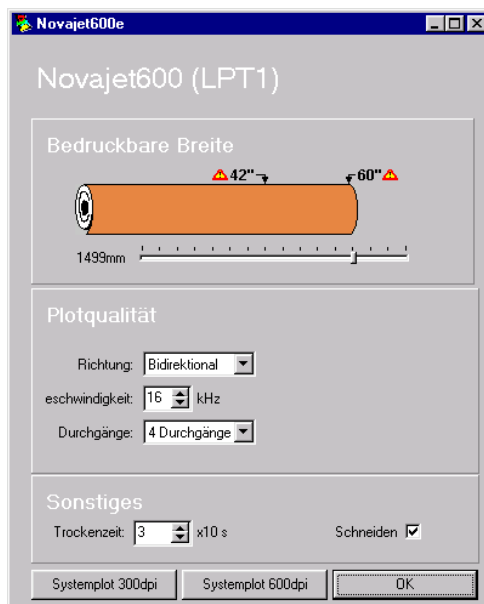 Novajet600e
Novajet600 (LPT1)
Bedruckbare Breite
42" 60"
1499mm
Plotqualität
Richtung: Bidirektional
eschwindigkeit: 16 kHz
Durchgänge: 4 Durchgänge
Sonstiges
Trockenzeit: 3 x10 s Schneiden
Systemplot 300dpi Systemplot 600dpi OK